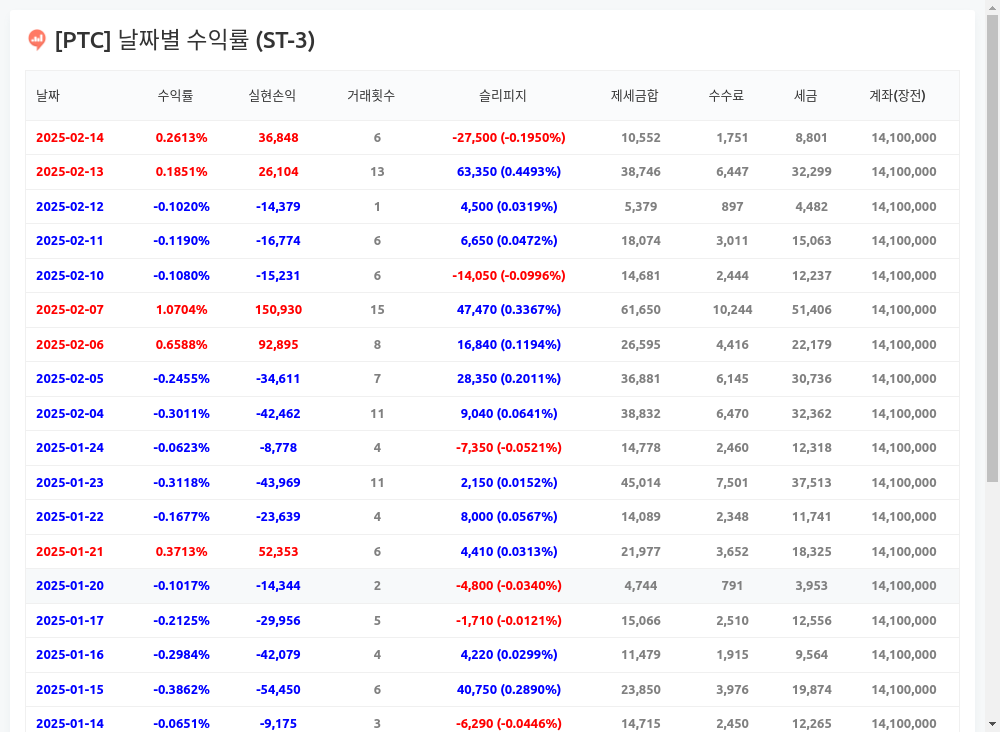 [PTC] 날짜별 수익률 (ST-3)
날짜 수익률 실현손익 거래횟수 슬리피지 제세금합 수수료 세금 계좌(장전)
2025-02-14 0.2613% 36,848 6 -27,500 (-0.1950%) 10,552 1,751 8,801 14,100,000
2025-02-13 0.1851% 26,104 13 63,350 (0.4493%) 38,746 6,447 32,299 14,100,000
2025-02-12 -0.1020% -14,379 1 4,500 (0.0319%) 5,379 897 4,482 14,100,000
2025-02-11 -0.1190% -16,774 6 6,650 (0.0472%) 18,074 3,011 15,063 14,100,000
2025-02-10 -0.1080% -15,231 6 -14,050 (-0.0996%) 14,681 2,444 12,237 14,100,000
2025-02-07 1.0704% 150,930 15 47,470 (0.3367%) 61,650 10,244 51,406 14,100,000
2025-02-06 0.6588% 92,895 8 16,840 (0.1194%) 26,595 4,416 22,179 14,100,000
2025-02-05 -0.2455% -34,611 7 28,350 (0.2011%) 36,881 6,145 30,736 14,100,000
2025-02-04 -0.3011% -42,462 11 9,040 (0.0641%) 38,832 6,470 32,362 14,100,000
2025-01-24 -0.0623% -8,778 4 -7,350 (-0.0521%) 14,778 2,460 12,318 14,100,000
2025-01-23 -0.3118% -43,969 11 2,150 (0.0152%) 45,014 7,501 37,513 14,100,000
2025-01-22 -0.1677% -23,639 4 8,000 (0.0567%) 14,089 2,348 11,741 14,100,000
2025-01-21 0.3713% 52,353 6 4,410 (0.0313%) 21,977 3,652 18,325 14,100,000
2025-01-20 -0.1017% -14,344 2 -4,800 (-0.0340%) 4,744 791 3,953 14,100,000
2025-01-17 -0.2125% -29,956 5 -1,710 (-0.0121%) 15,066 2,510 12,556 14,100,000
2025-01-16 -0.2984% -42,079 4 4,220 (0.0299%) 11,479 1,915 9,564 14,100,000
2025-01-15 -0.3862% -54,450 6 40,750 (0.2890%) 23,850 3,976 19,874 14,100,000
2025-01-14 -0.0651% -9,175 3 -6,290 (-0.0446%) 14,715 2,450 12,265 14,100,000